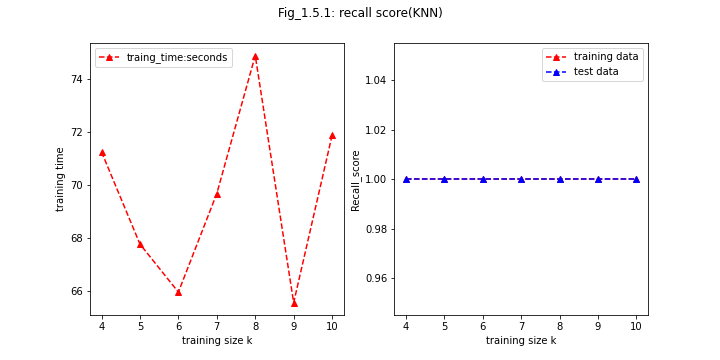 Fig_1.5.1: recall score(KNN)
traing_time:seconds
training time
74
72
70
68
66
4 5 6 7 8 9 10
training size k
training data
test data
Recall_score
1.04
1.02
1.00
0.98
0.96
4 5 6 7 8 9 10
training size k